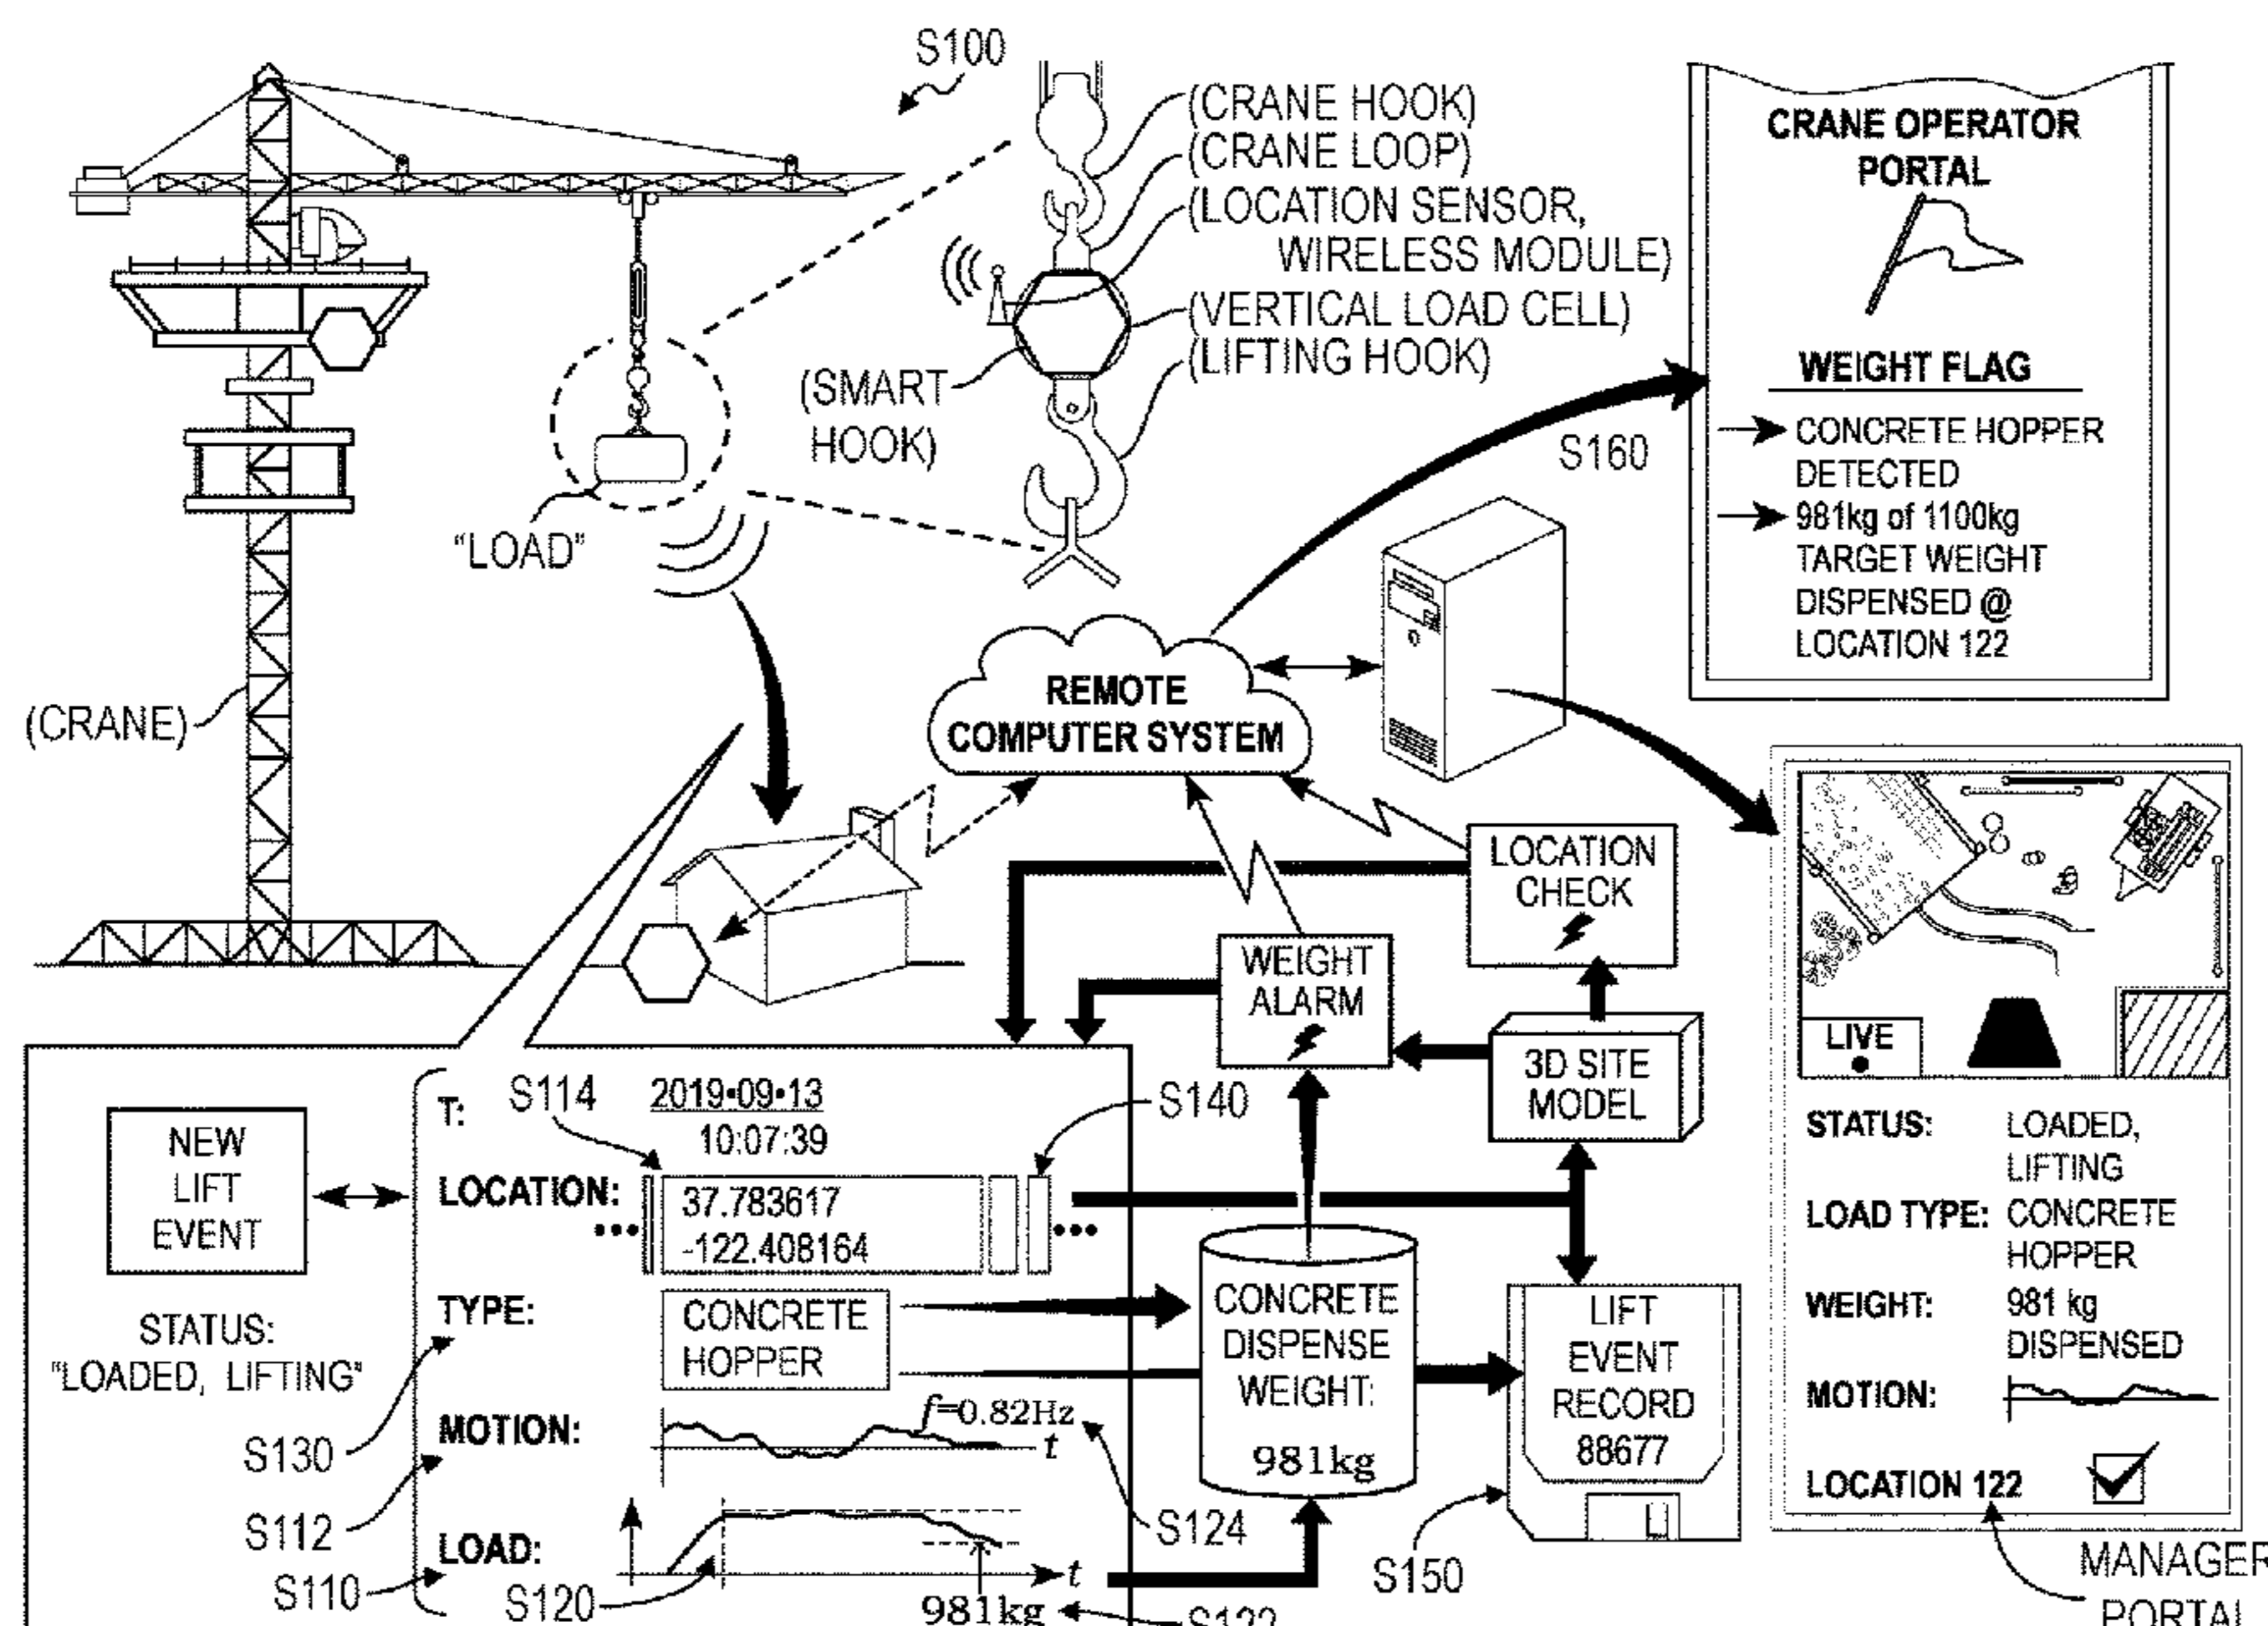 S100
(CRANE HOOK)
(CRANE LOOP)
(LOCATION SENSOR,
WIRELESS MODULE)
(VERTICAL LOAD CELL)
(LIFTING HOOK)
(SMART
HOOK)
"LOAD"
(CRANE)
S160
CRANE OPERATOR
PORTAL
WEIGHT FLAG
CONCRETE HOPPER
DETECTED
981kg of 1100kg
TARGET WEIGHT
DISPENSED @
LOCATION 122
REMOTE
COMPUTER SYSTEM
LOCATION
CHECK
WEIGHT
ALARM
3D SITE
MODEL
LIVE
STATUS: LOADED,
LIFTING
LOAD TYPE: CONCRETE
HOPPER
WEIGHT: 981 kg
DISPENSED
MOTION:
LOCATION 122
MANAGER
PORTAL
NEW
LIFT
EVENT
STATUS:
"LOADED, LIFTING"
T: 2019•09•13
10:07:39
S114
S140
LOCATION: 37.783617
-122.408164
TYPE: CONCRETE
HOPPER
S130
MOTION: f=0.82Hz
t
S112
S124
LOAD:
t
S110
S120
981kg
S122
CONCRETE
DISPENSE
WEIGHT:
981kg
LIFT
EVENT
RECORD
88677
S150